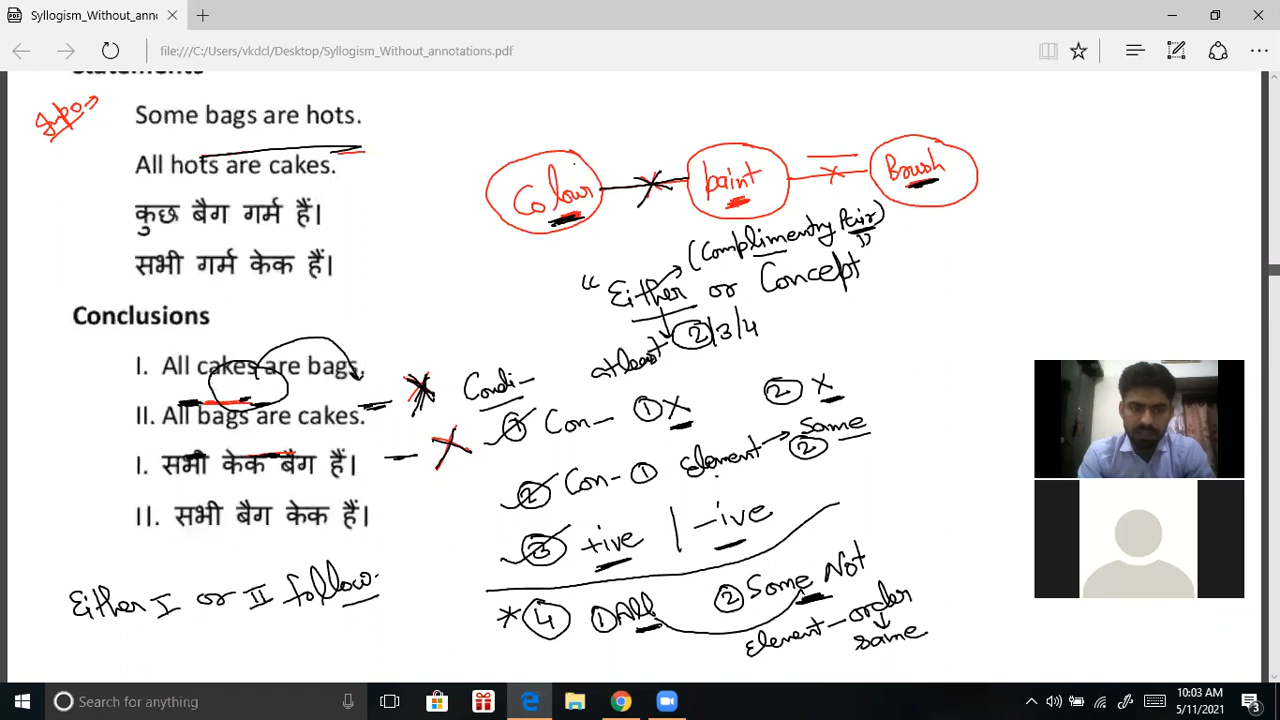 Syllogism_Without_anno
file:///C:/Users/vkdcl/Desktop/Syllogism_Without_annotations.pdf
Statements
Some bags are hots.
All hots are cakes.
कुछ बैग गर्म हैं।
सभी गर्म केक हैं।
Conclusions
I. All cakes are bags.
II. All bags are cakes.
I. सभी केक बैग हैं।
II. सभी बैग केक हैं।
Either I or II follow.
Colour paint Brush
(Complimentry Pair)
“Either or Concept”
atleast 2/3/4
Condi-
1 Con- 1 X 2 X
2 Con- 1 Element → Same 2
3 +ive | -ive
* 4 1 All 2 Some Not
element - order
same
Search for anything
10:03 AM
5/11/2021
3